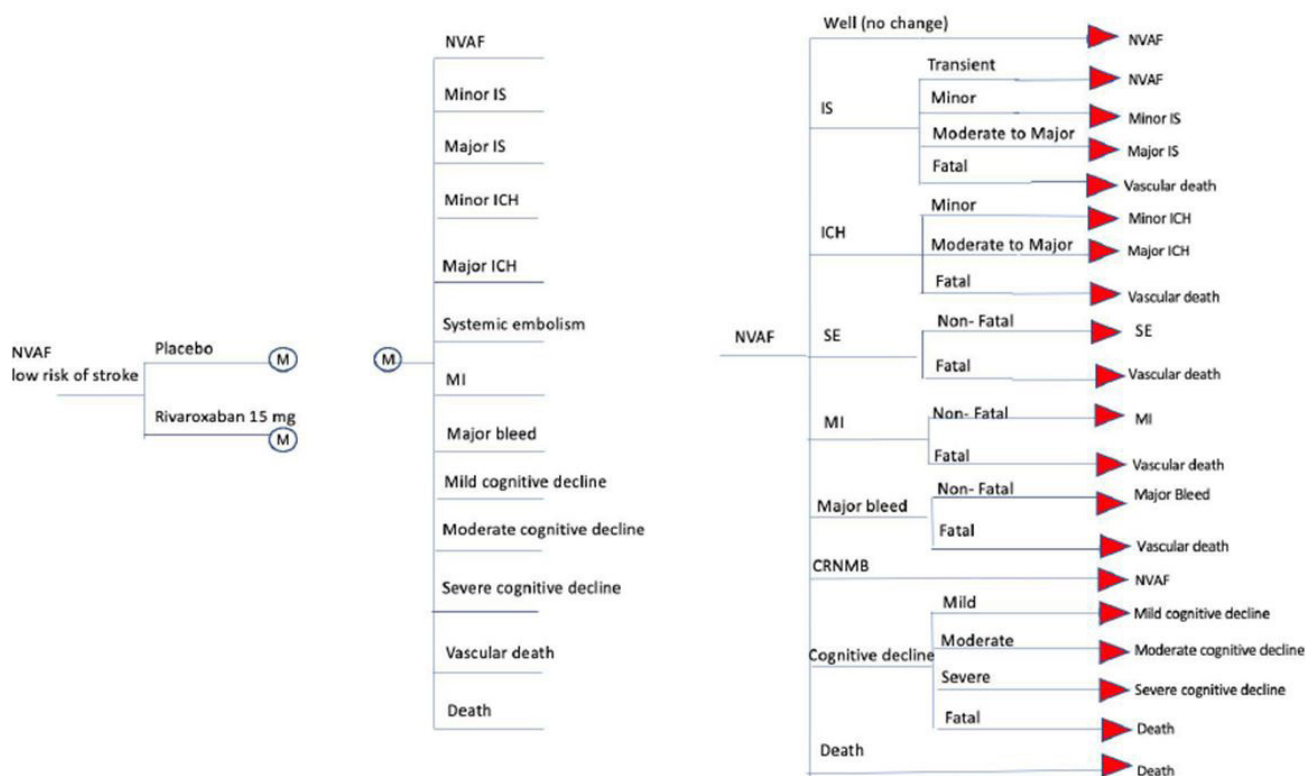 NVAF
low risk of stroke
Placebo
M
Rivaroxaban 15 mg
M
M
NVAF
Minor IS
Major IS
Minor ICH
Major ICH
Systemic embolism
MI
Major bleed
Mild cognitive decline
Moderate cognitive decline
Severe cognitive decline
Vascular death
Death
NVAF
Well (no change)
NVAF
IS
Transient
NVAF
Minor
Minor IS
Moderate to Major
Major IS
Fatal
Vascular death
ICH
Minor
Minor ICH
Moderate to Major
Major ICH
Fatal
Vascular death
SE
Non- Fatal
SE
Fatal
Vascular death
MI
Non- Fatal
MI
Fatal
Vascular death
Major bleed
Non- Fatal
Major Bleed
Fatal
Vascular death
CRNMB
NVAF
Cognitive decline
Mild
Mild cognitive decline
Moderate
Moderate cognitive decline
Severe
Severe cognitive decline
Fatal
Death
Death
Death